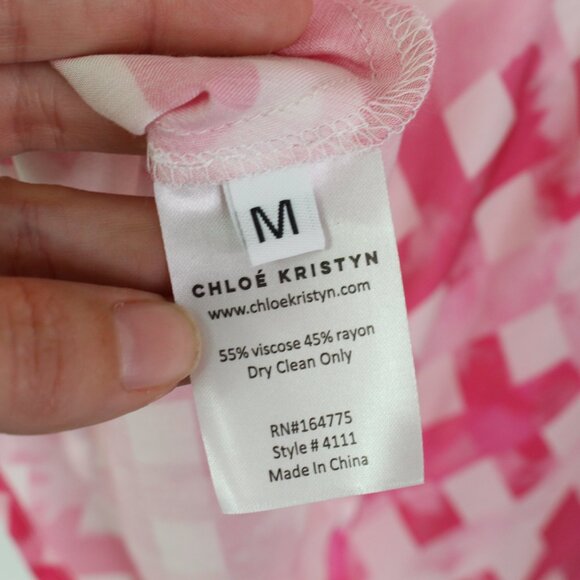 M
CHLOÉ KRISTYN
www.chloekristyn.com
55% viscose 45% rayon
Dry Clean Only
RN#164775
Style # 4111
Made In China